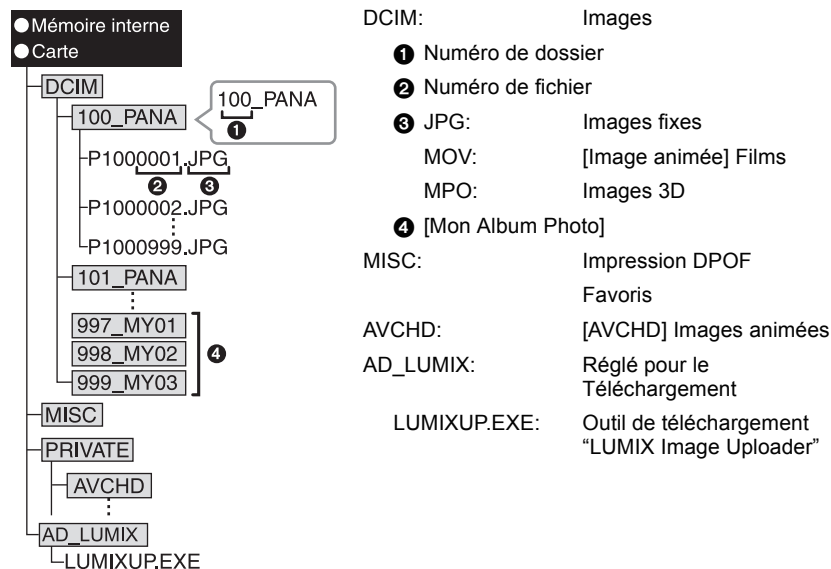 ●Mémoire interne
●Carte
DCIM
100_PANA
100_PANA
❶
P1000001.JPG
❷ ❸
P1000002.JPG
P1000999.JPG
101_PANA
997_MY01
998_MY02
999_MY03
❹
MISC
PRIVATE
AVCHD
AD_LUMIX
LUMIXUP.EXE
DCIM: Images
❶ Numéro de dossier
❷ Numéro de fichier
❸ JPG: Images fixes
MOV: [Image animée] Films
MPO: Images 3D
❹ [Mon Album Photo]
MISC: Impression DPOF
Favoris
AVCHD: [AVCHD] Images animées
AD_LUMIX: Réglé pour le
Téléchargement
LUMIXUP.EXE: Outil de téléchargement
“LUMIX Image Uploader”